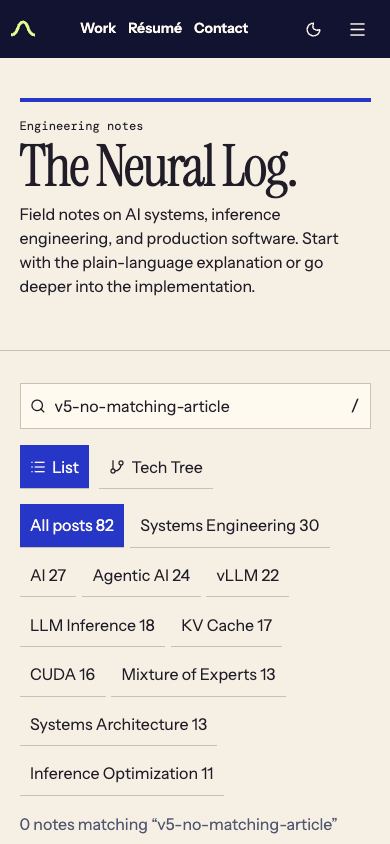 Work Résumé Contact
Engineering notes
The Neural Log.
Field notes on AI systems, inference
engineering, and production software. Start
with the plain-language explanation or go
deeper into the implementation.
v5-no-matching-article /
List Tech Tree
All posts 82 Systems Engineering 30
AI 27 Agentic AI 24 vLLM 22
LLM Inference 18 KV Cache 17
CUDA 16 Mixture of Experts 13
Systems Architecture 13
Inference Optimization 11
0 notes matching “v5-no-matching-article”